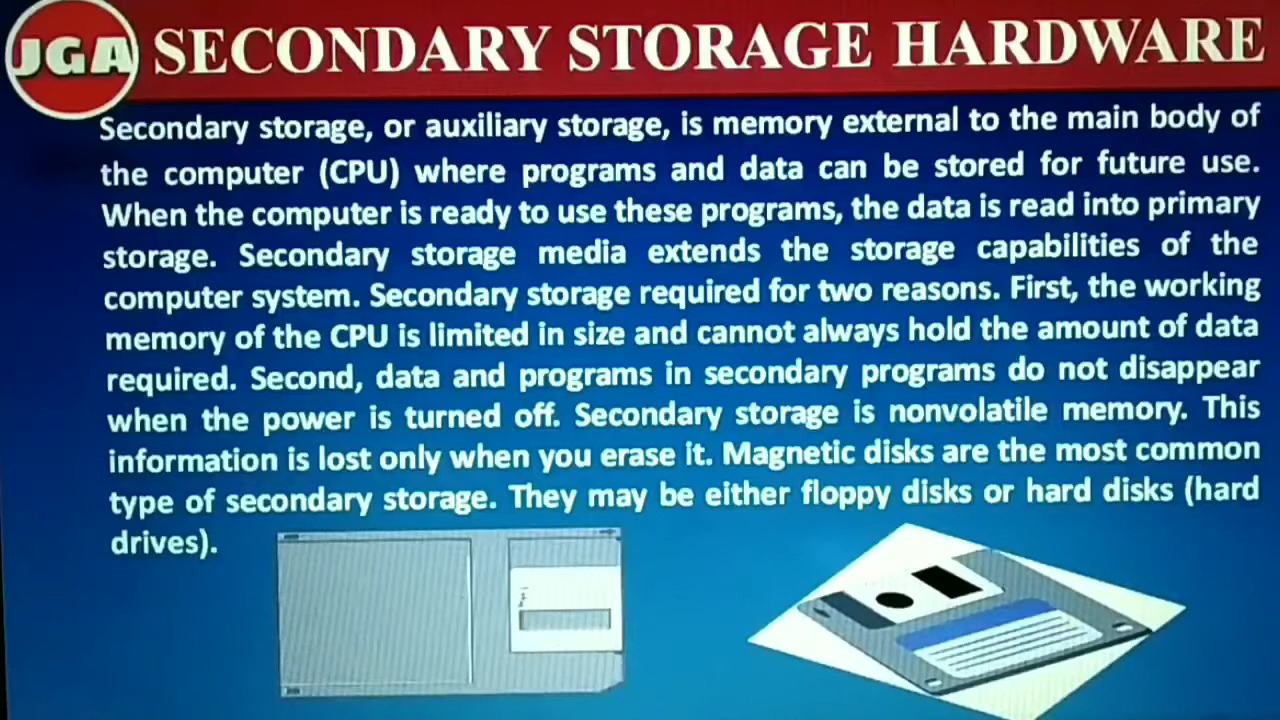 JGA
SECONDARY STORAGE HARDWARE
Secondary storage, or auxiliary storage, is memory external to the main body of
the computer (CPU) where programs and data can be stored for future use.
When the computer is ready to use these programs, the data is read into primary
storage. Secondary storage media extends the storage capabilities of the
computer system. Secondary storage required for two reasons. First, the working
memory of the CPU is limited in size and cannot always hold the amount of data
required. Second, data and programs in secondary programs do not disappear
when the power is turned off. Secondary storage is nonvolatile memory. This
information is lost only when you erase it. Magnetic disks are the most common
type of secondary storage. They may be either floppy disks or hard disks (hard
drives).